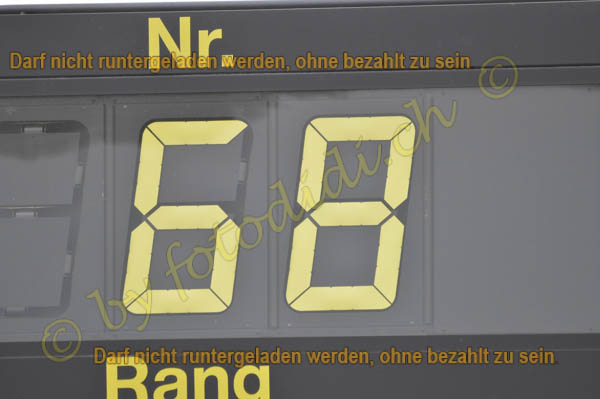 Nr.
Darf nicht runtergeladen werden, ohne bezahlt zu sein
68
© by fotodidi.ch ©
Darf nicht runtergeladen werden, ohne bezahlt zu sein
Rang